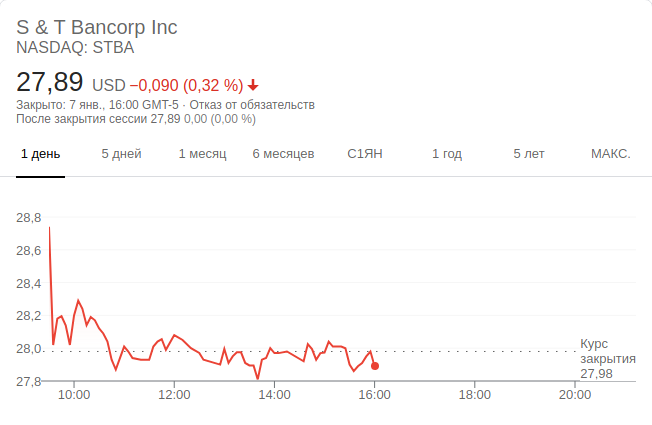 S & T Bancorp Inc
NASDAQ: STBA
27,89 USD −0,090 (0,32 %)
Закрыто: 7 янв., 16:00 GMT-5 · Отказ от обязательств
После закрытия сессии 27,89 0,00 (0,00 %)
1 день 5 дней 1 месяц 6 месяцев С1ЯН 1 год 5 лет МАКС.
28,8
28,6
28,4
28,2
28,0
27,8
Курс
закрытия
27,98
10:00 12:00 14:00 16:00 18:00 20:00